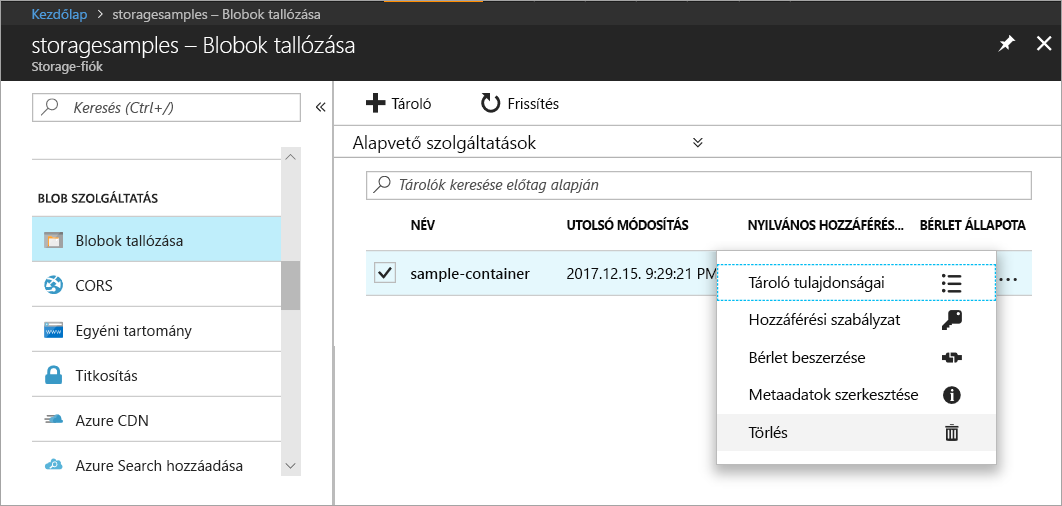 Kezdőlap > storagesamples – Blobok tallózása
storagesamples – Blobok tallózása
Storage-fiók
Keresés (Ctrl+/)
BLOB SZOLGÁLTATÁS
Blobok tallózása
CORS
Egyéni tartomány
Titkosítás
Azure CDN
Azure Search hozzáadása
Tároló Frissítés
Alapvető szolgáltatások
Tárolók keresése előtag alapján
NÉV UTOLSÓ MÓDOSÍTÁS NYILVÁNOS HOZZÁFÉRÉS... BÉRLET ÁLLAPOTA
sample-container 2017.12.15. 9:29:21 PM ...
Tároló tulajdonságai
Hozzáférési szabályzat
Bérlet beszerzése
Metaadatok szerkesztése
Törlés